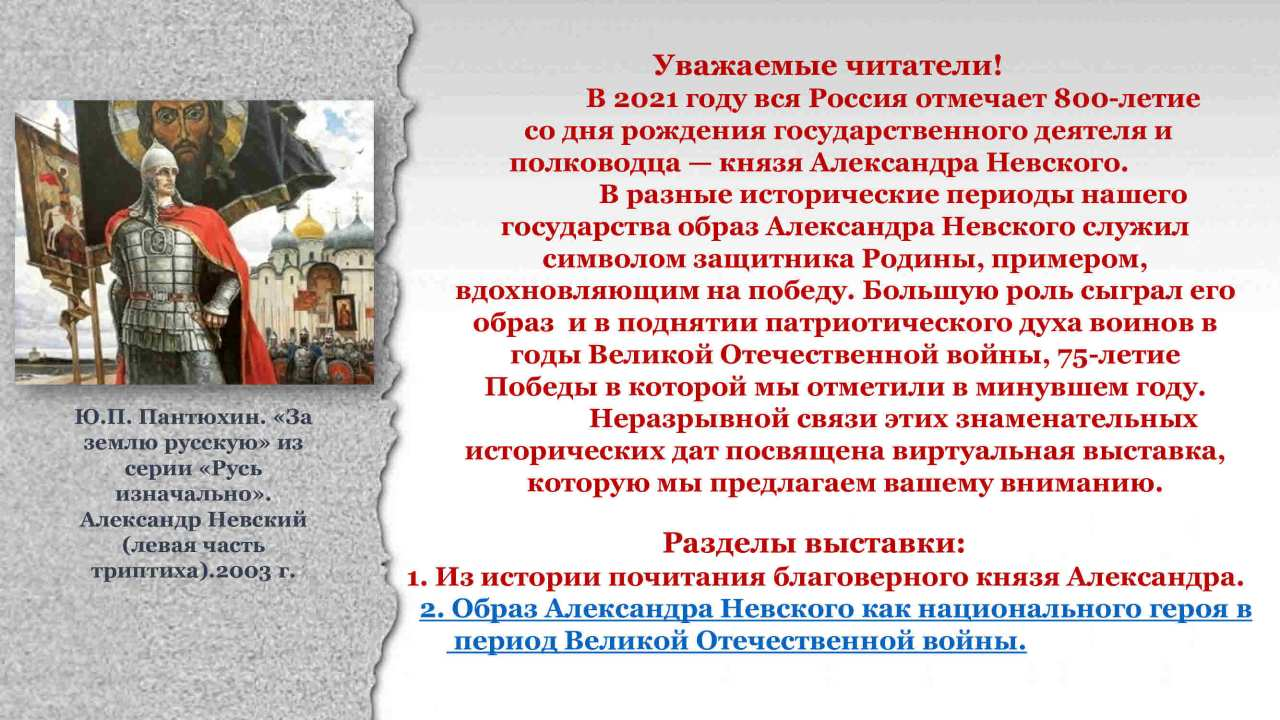 Уважаемые читатели!
В 2021 году вся Россия отмечает 800-летие
со дня рождения государственного деятеля и
полководца — князя Александра Невского.
В разные исторические периоды нашего
государства образ Александра Невского служил
символом защитника Родины, примером,
вдохновляющим на победу. Большую роль сыграл его
образ и в поднятии патриотического духа воинов в
годы Великой Отечественной войны, 75-летие
Победы в которой мы отметили в минувшем году.
Неразрывной связи этих знаменательных
исторических дат посвящена виртуальная выставка,
которую мы предлагаем вашему вниманию.
Разделы выставки:
1. Из истории почитания благоверного князя Александра.
2. Образ Александра Невского как национального героя в
период Великой Отечественной войны.
Ю.П. Пантюхин. «За
землю русскую» из
серии «Русь
изначально».
Александр Невский
(левая часть
триптиха).2003 г.